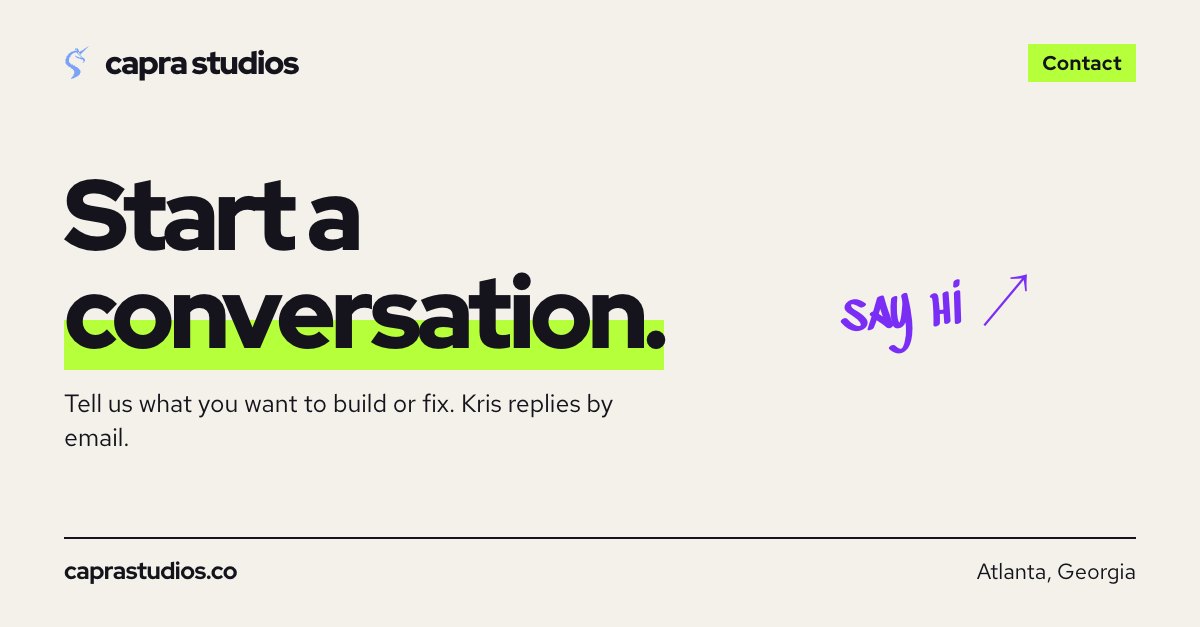 capra studios
Contact
Start a
conversation.
SAY Hi
Tell us what you want to build or fix. Kris replies by
email.
caprastudios.co
Atlanta, Georgia